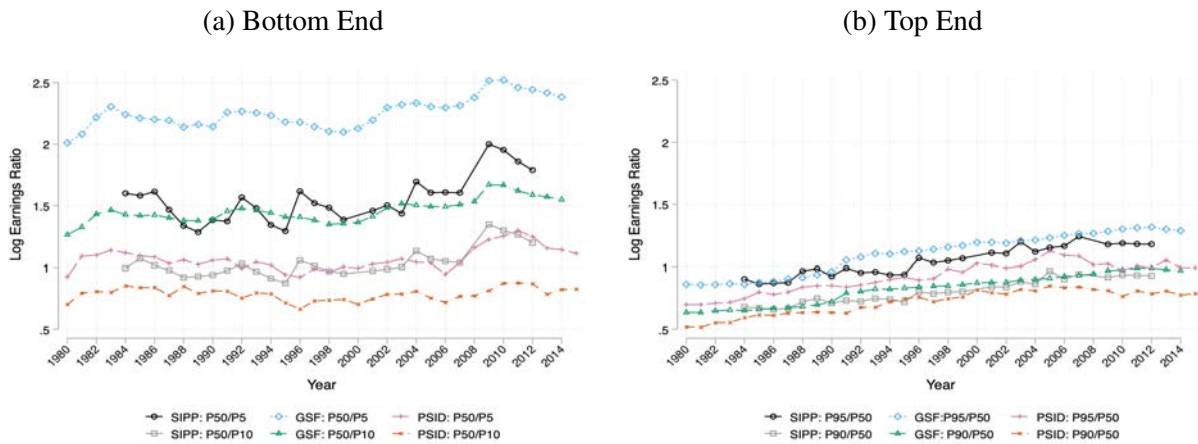 (a) Bottom End
(b) Top End
Log Earnings Ratio
2.5
2
1.5
1
.5
1980 1982 1984 1986 1988 1990 1992 1994 1996 1998 2000 2002 2004 2006 2008 2010 2012 2014
Year
SIPP: P50/P5 GSF: P50/P5 PSID: P50/P5
SIPP: P50/P10 GSF: P50/P10 PSID: P50/P10
Log Earnings Ratio
2.5
2
1.5
1
.5
1980 1982 1984 1986 1988 1990 1992 1994 1996 1998 2000 2002 2004 2006 2008 2010 2012 2014
Year
SIPP: P95/P50 GSF:P95/P50 PSID: P95/P50
SIPP: P90/P50 GSF: P90/P50 PSID: P90/P50